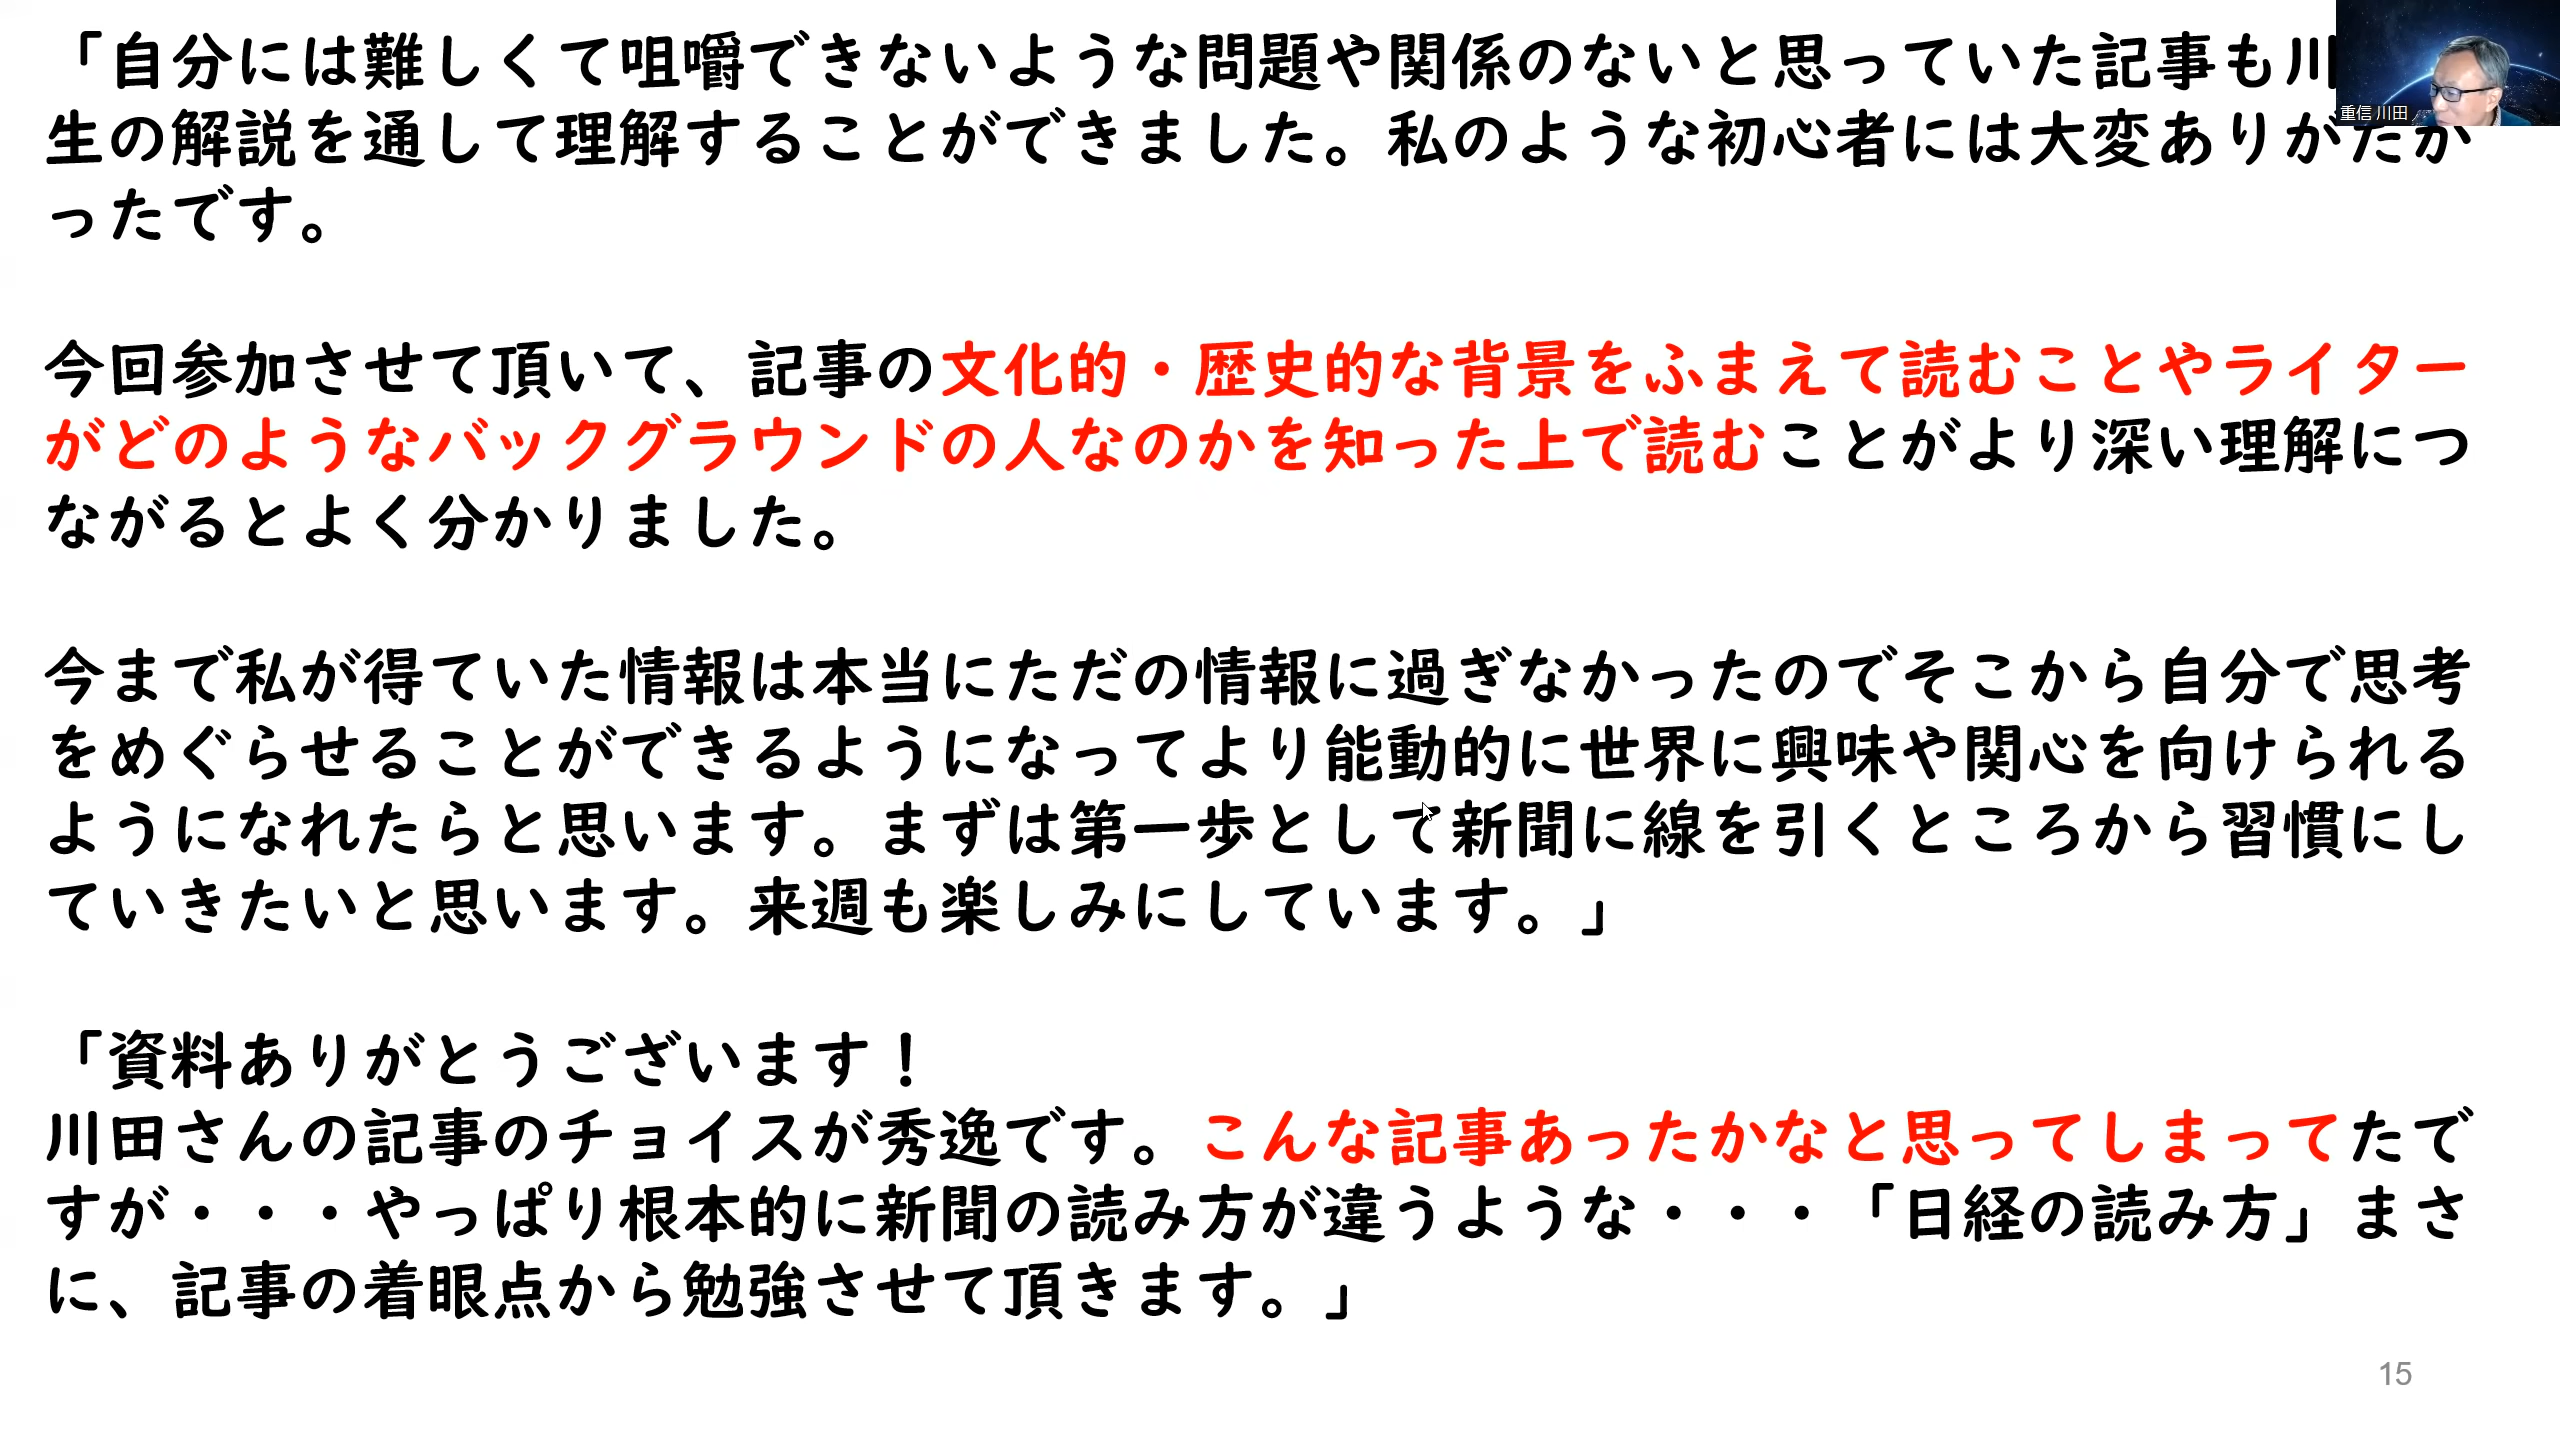 「自分には難しくて咀嚼できないような問題や関係のないと思っていた記事も川
生の解説を通して理解することができました。私のような初心者には大変ありがたか
ったです。
今回参加させて頂いて、記事の文化的・歴史的な背景をふまえて読むことやライター
がどのようなバックグラウンドの人なのかを知った上で読むことがより深い理解につ
ながるとよく分かりました。
今まで私が得ていた情報は本当にただの情報に過ぎなかったのでそこから自分で思考
をめぐらせることができるようになってより能動的に世界に興味や関心を向けられる
ようになれたらと思います。まずは第一歩として新聞に線を引くところから習慣にし
ていきたいと思います。来週も楽しみにしています。」
「資料ありがとうございます！
川田さんの記事のチョイスが秀逸です。こんな記事あったかなと思ってしまってたで
すが・・・やっぱり根本的に新聞の読み方が違うような・・・「日経の読み方」まさ
に、記事の着眼点から勉強させて頂きます。」
重信 川田
15